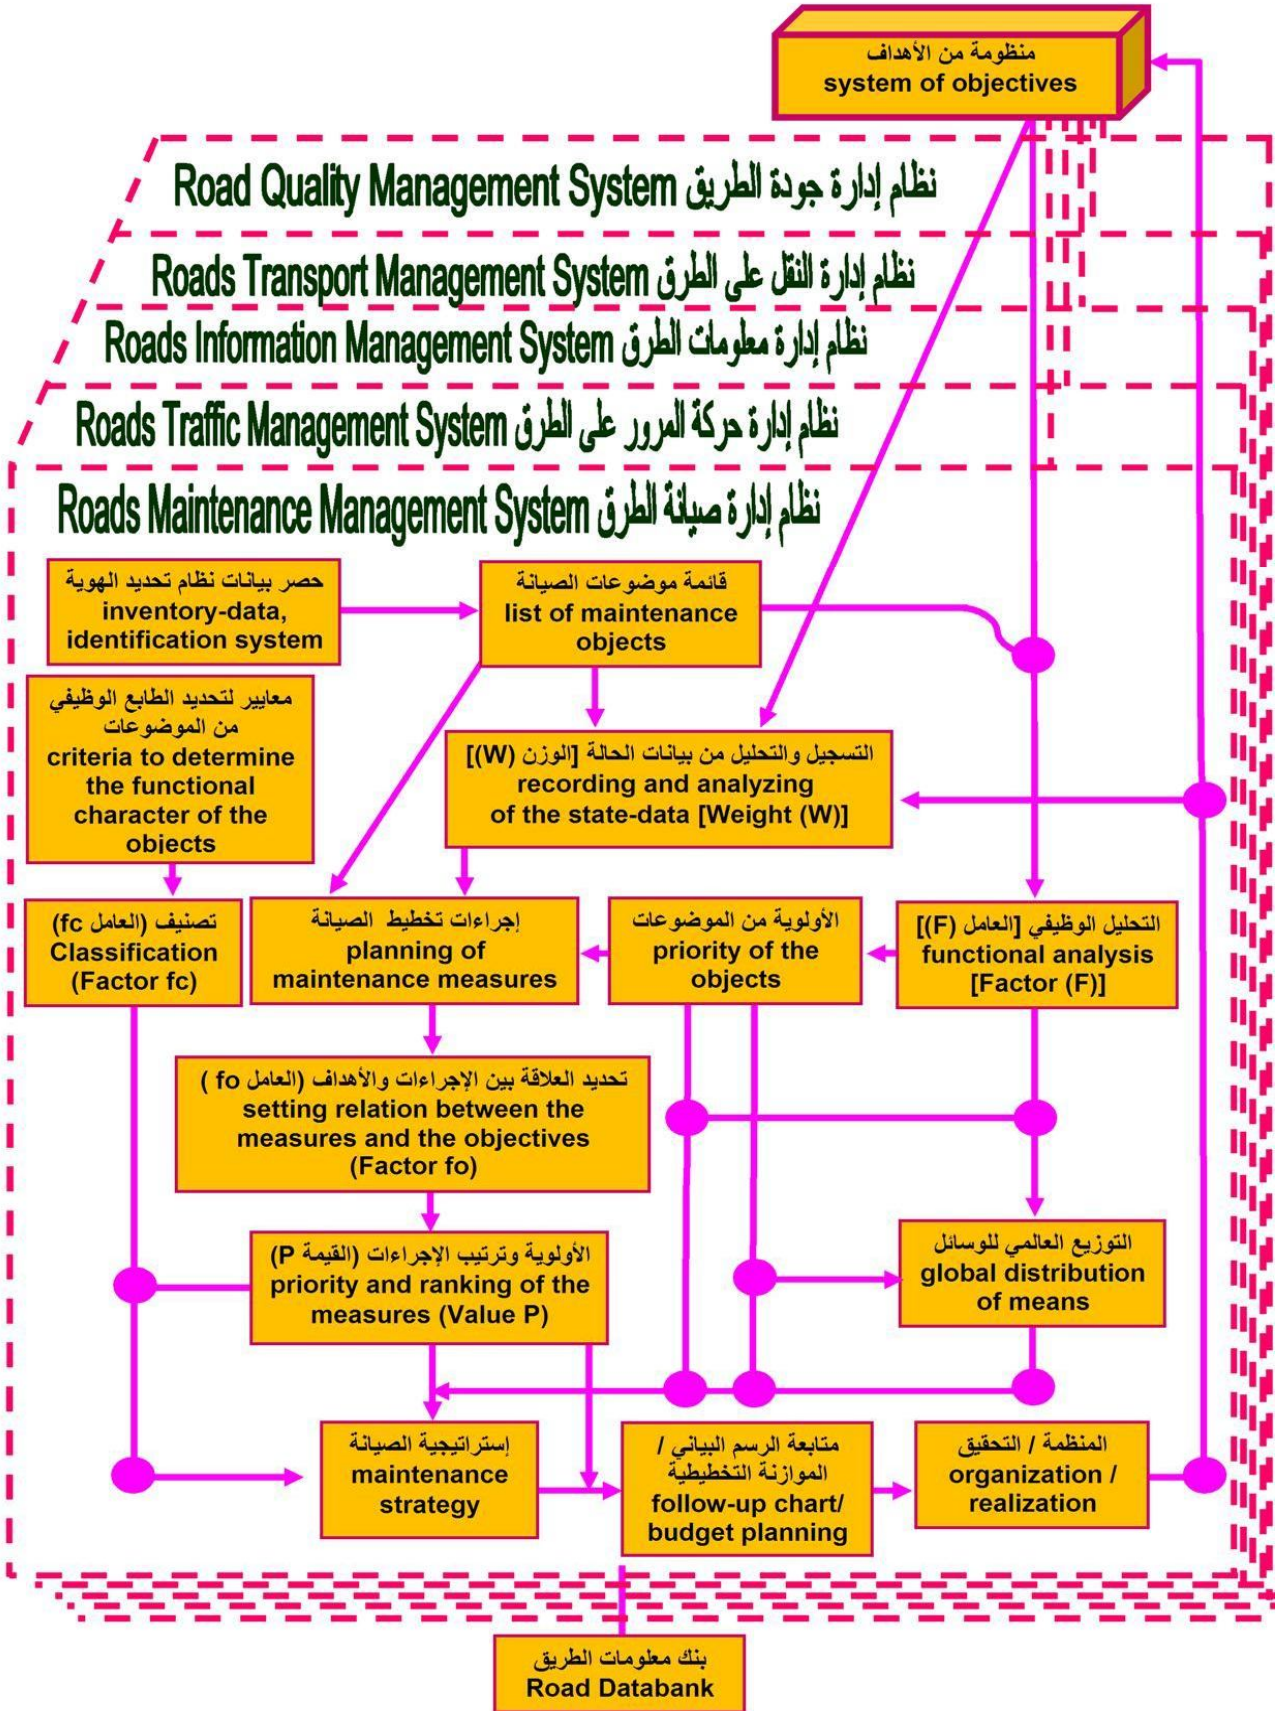 منظومة من الأهداف
system of objectives
Road Quality Management System نظام إدارة جودة الطريق
Roads Transport Management System نظام إدارة النقل على الطرق
Roads Information Management System نظام إدارة معلومات الطرق
Roads Traffic Management System نظام إدارة حركة المرور على الطرق
Roads Maintenance Management System نظام إدارة صيانة الطرق
حصر بيانات نظام تحديد الهوية
inventory-data,
identification system
قائمة موضوعات الصيانة
list of maintenance
objects
معايير لتحديد الطابع الوظيفي
من الموضوعات
criteria to determine
the functional
character of the
objects
التسجيل والتحليل من بيانات الحالة [الوزن (W)]
recording and analyzing
of the state-data [Weight (W)]
تصنيف (العامل fc)
Classification
(Factor fc)
إجراءات تخطيط الصيانة
planning of
maintenance measures
الأولوية من الموضوعات
priority of the
objects
التحليل الوظيفي [العامل (F)]
functional analysis
[Factor (F)]
تحديد العلاقة بين الإجراءات والأهداف (العامل fo )
setting relation between the
measures and the objectives
(Factor fo)
الأولوية وترتيب الإجراءات (القيمة P)
priority and ranking of the
measures (Value P)
التوزيع العالمي للوسائل
global distribution
of means
إستراتيجية الصيانة
maintenance
strategy
متابعة الرسم البياني /
الموازنة التخطيطية
follow-up chart/
budget planning
المنظمة / التحقيق
organization /
realization
بنك معلومات الطريق
Road Databank